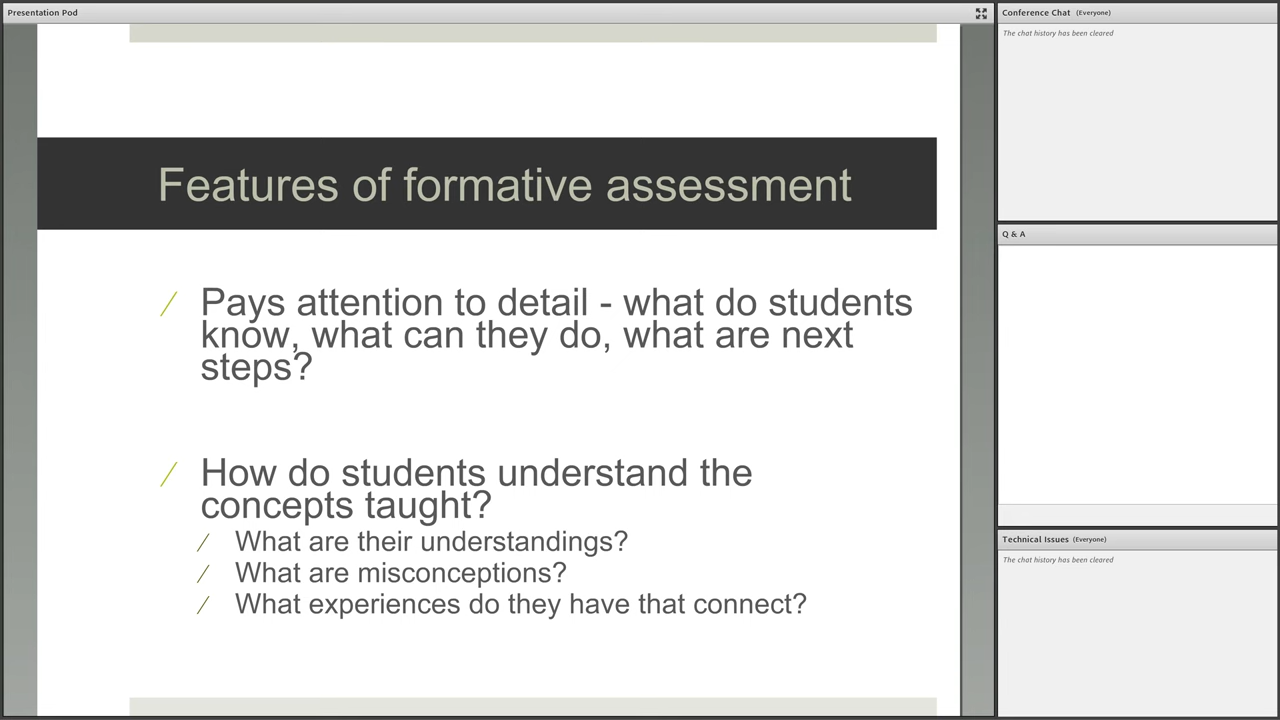 Presentation Pod
Features of formative assessment
Pays attention to detail - what do students
know, what can they do, what are next
steps?
How do students understand the
concepts taught?
What are their understandings?
What are misconceptions?
What experiences do they have that connect?
Conference Chat (Everyone)
The chat history has been cleared
Q & A
Technical Issues (Everyone)
The chat history has been cleared